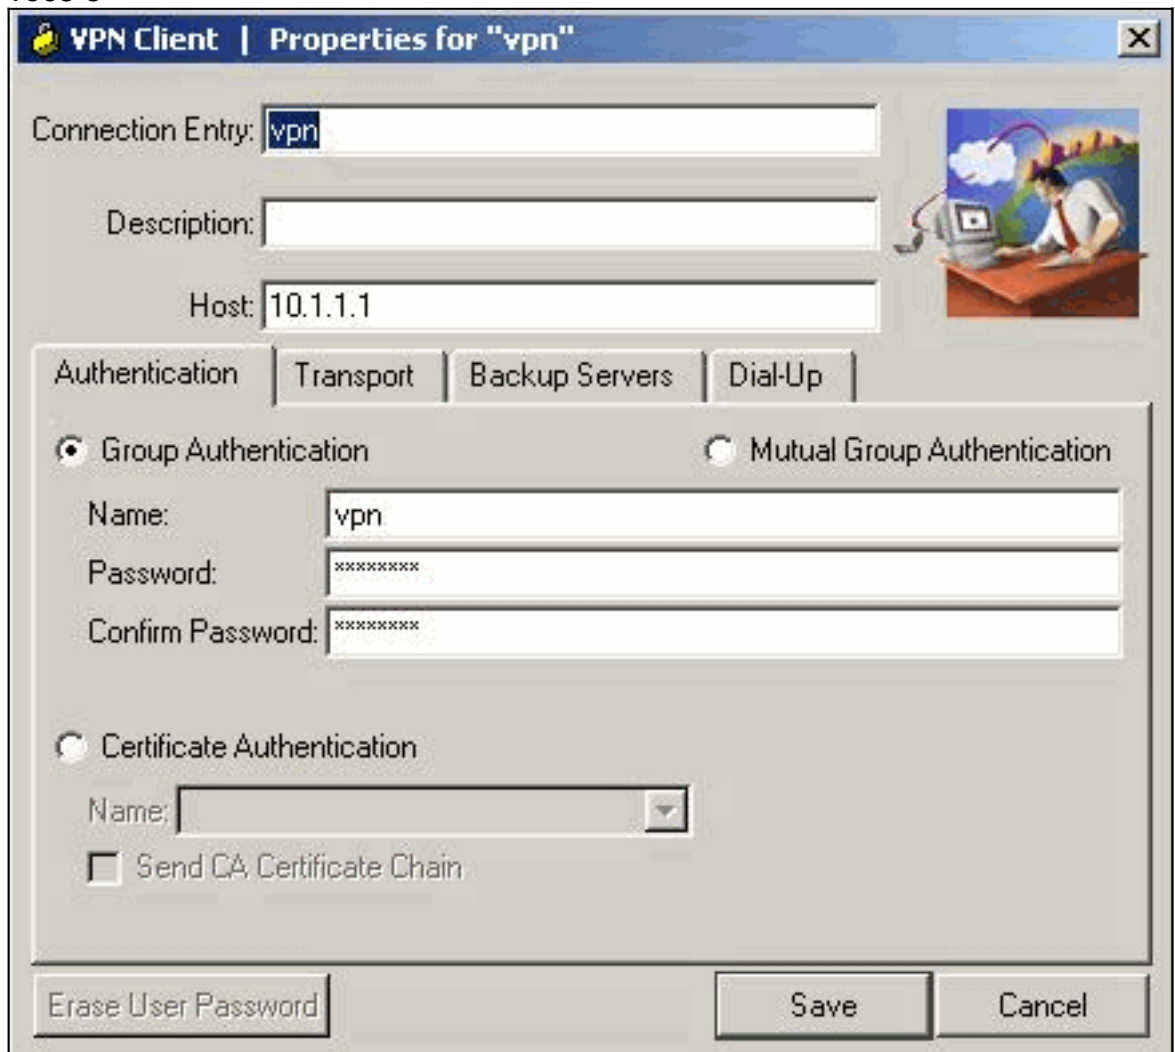 VPN Client | Properties for "vpn"
Connection Entry: vpn
Description:
Host: 10.1.1.1
Authentication Transport Backup Servers Dial-Up
Group Authentication Mutual Group Authentication
Name: vpn
Password: ********
Confirm Password: ********
Certificate Authentication
Name:
Send CA Certificate Chain
Erase User Password Save Cancel